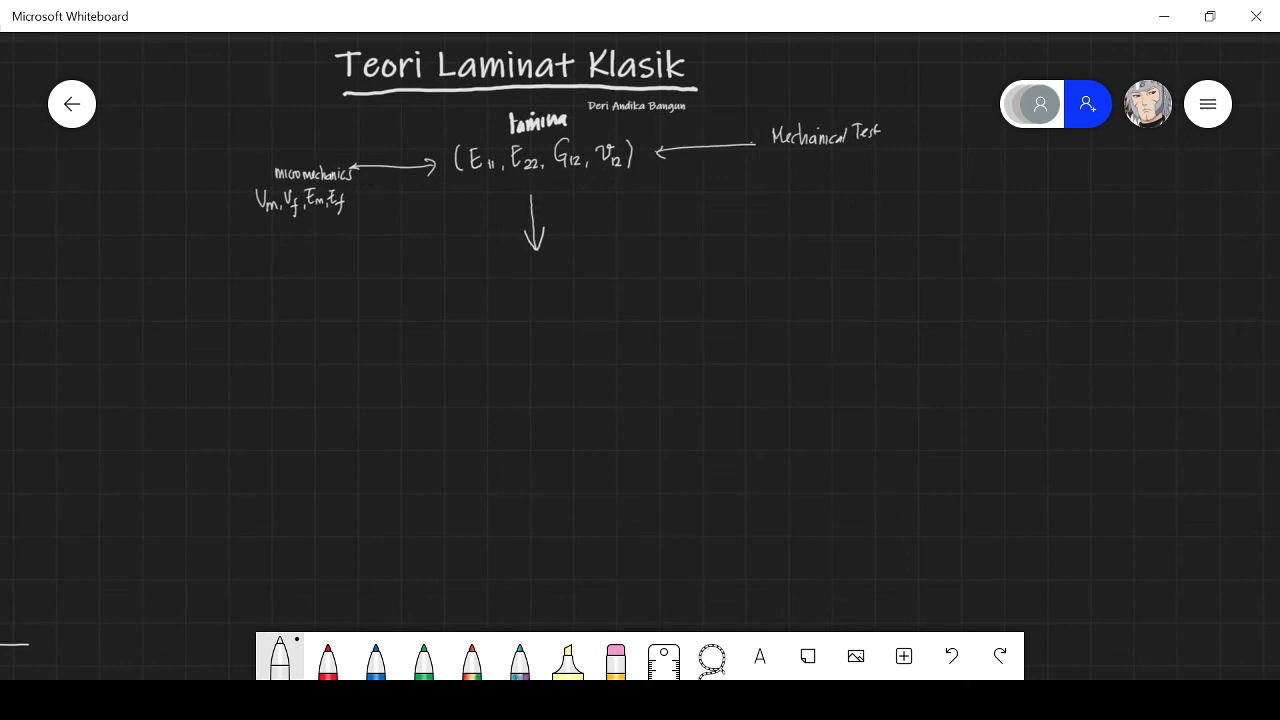 Microsoft Whiteboard
Teori Laminat Klasik
Deri Andika Bangun
lamina
Mechanical Test
(E11, E22, G12, ν12)
micromechanics
Vm, Vf, Em, Ef
A